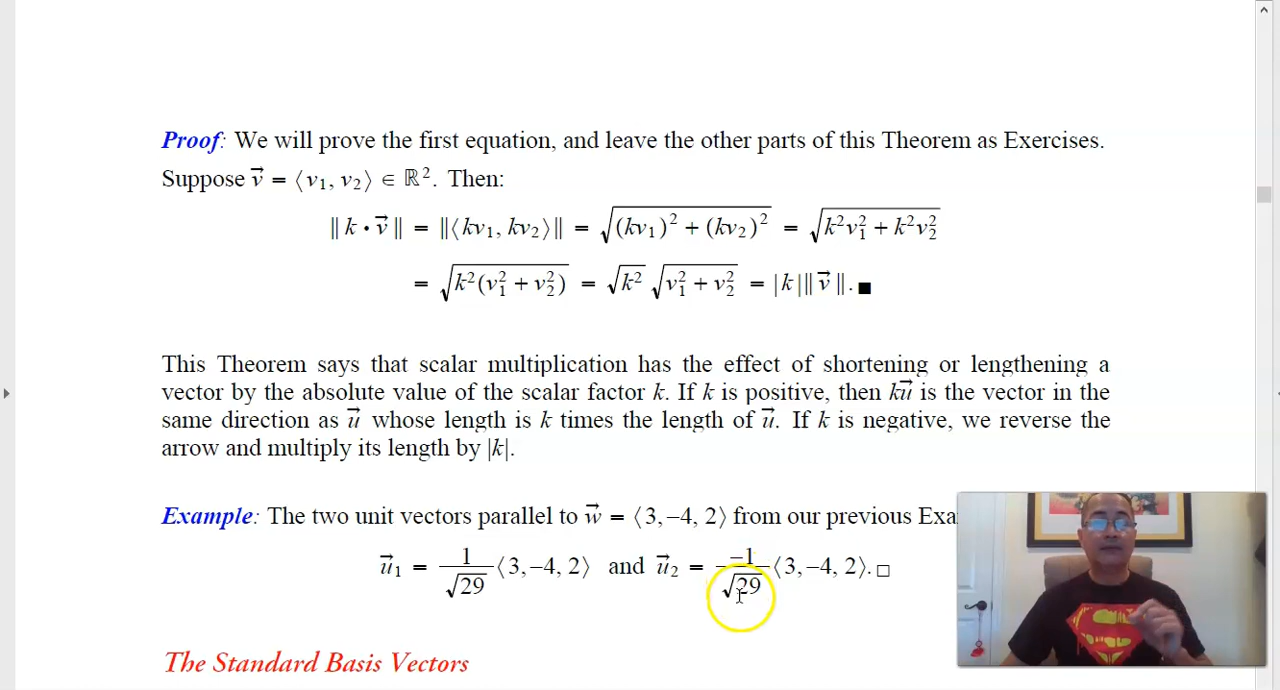 Proof: We will prove the first equation, and leave the other parts of this Theorem as Exercises.
Suppose v⃗ = ⟨v₁, v₂⟩ ∈ ℝ². Then:
‖ k • v⃗ ‖ = ‖⟨kv₁, kv₂⟩‖ = √((kv₁)² + (kv₂)²) = √(k²v₁² + k²v₂²)
= √(k²(v₁² + v₂²)) = √(k²) √(v₁² + v₂²) = |k|‖ v⃗ ‖. ■
This Theorem says that scalar multiplication has the effect of shortening or lengthening a
vector by the absolute value of the scalar factor k. If k is positive, then ku⃗ is the vector in the
same direction as u⃗ whose length is k times the length of u⃗. If k is negative, we reverse the
arrow and multiply its length by |k|.
Example: The two unit vectors parallel to w⃗ = ⟨3, −4, 2⟩ from our previous Exa
u⃗₁ = 1/√29 ⟨3, −4, 2⟩ and u⃗₂ = −1/√29 ⟨3, −4, 2⟩. □
The Standard Basis Vectors